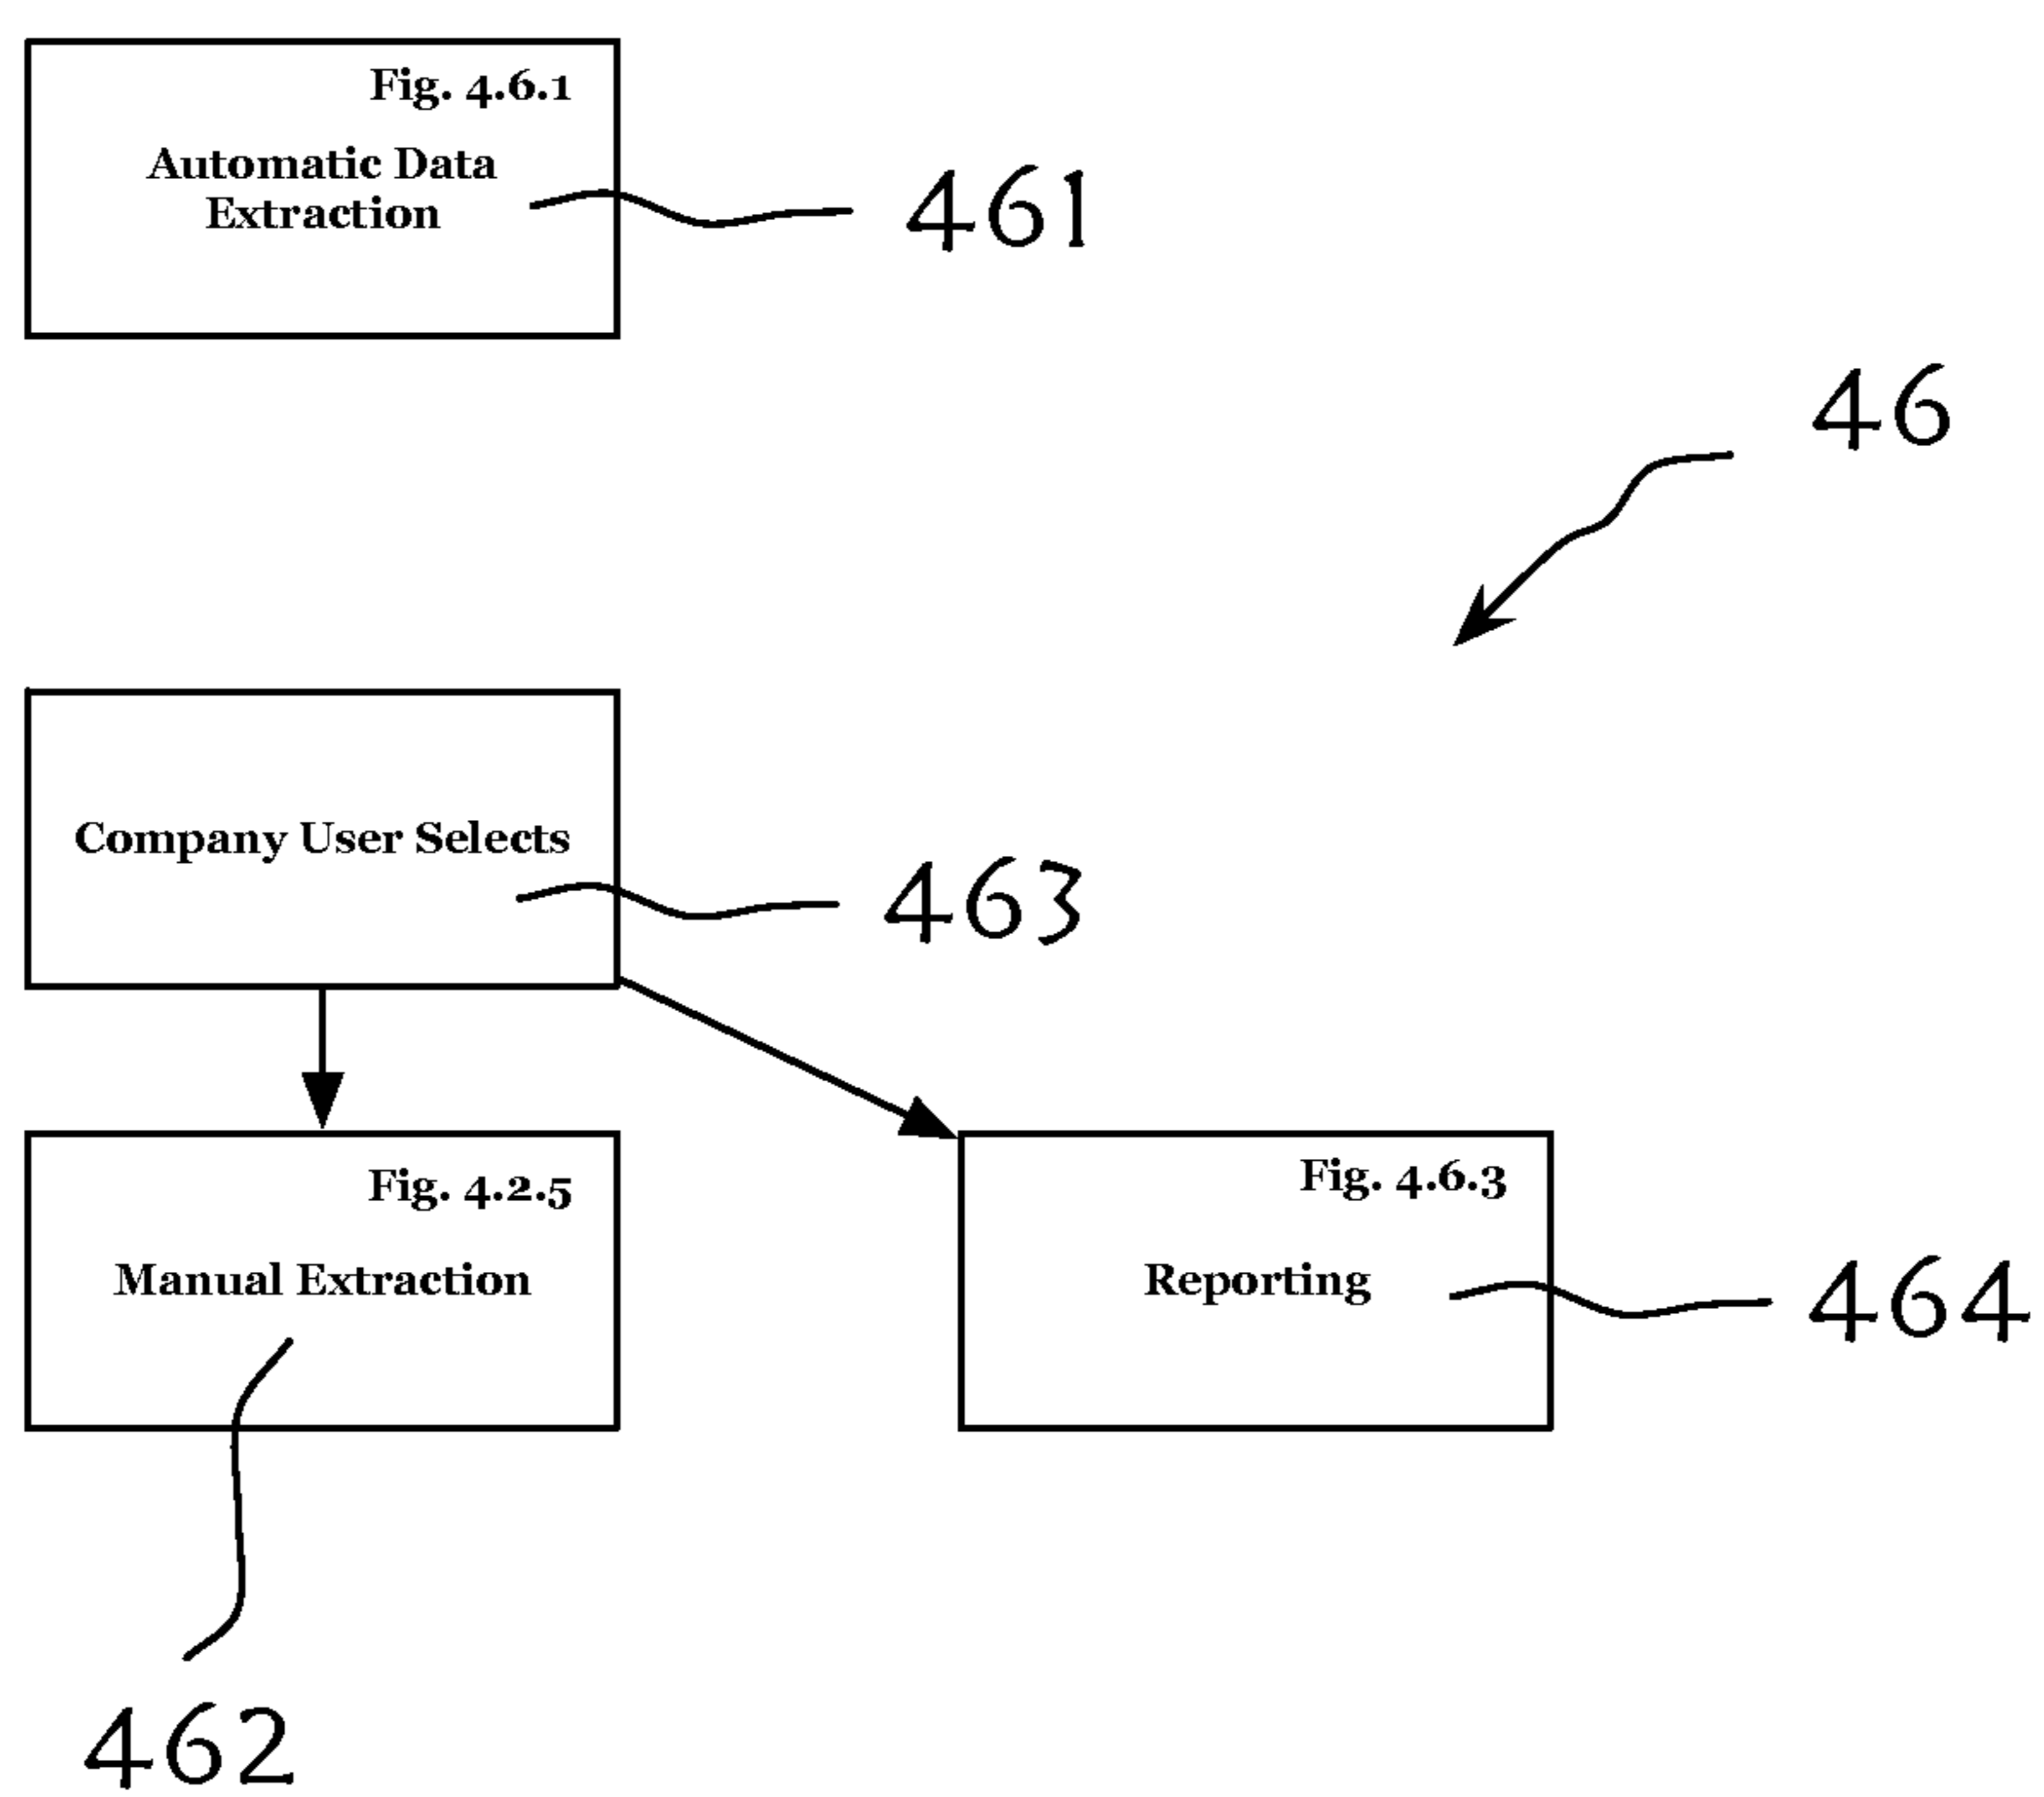 Fig. 4.6.1
Automatic Data
Extraction
461
46
Company User Selects
463
Fig. 4.2.5
Manual Extraction
Fig. 4.6.3
Reporting
464
462